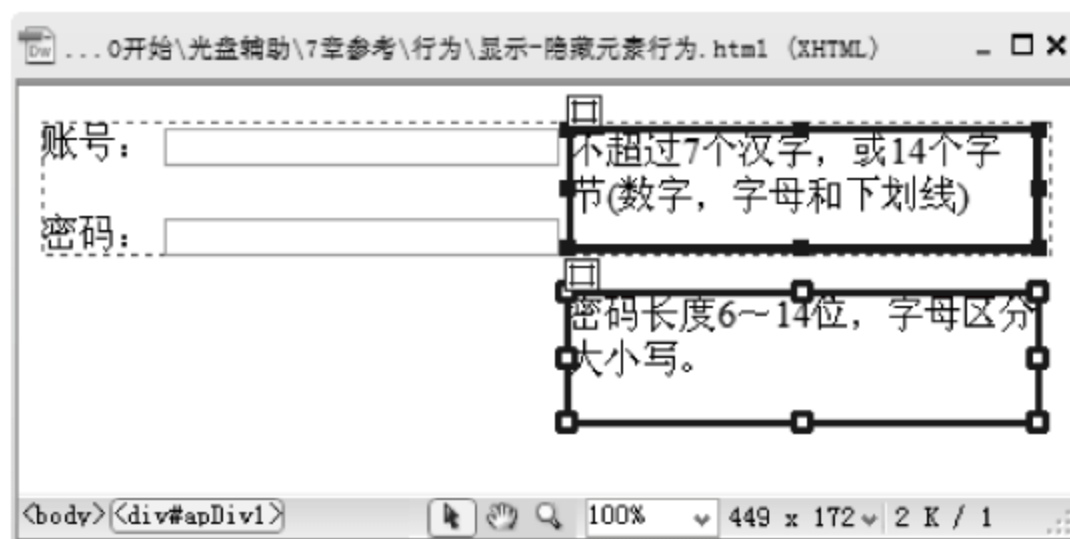 Dw ...0开始\光盘辅助\7章参考\行为\显示-隐藏元素行为.html (XHTML)
账号：
不超过7个汉字，或14个字
节(数字，字母和下划线)
密码：
密码长度6～14位，字母区分
大小写。
<body> <div#apDiv1> 100% 449 x 172 2 K / 1